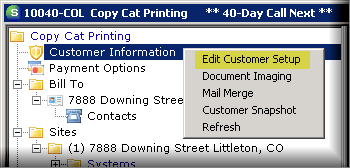 S 10040-COL Copy Cat Printing ** 40-Day Call Next **
Copy Cat Printing
Customer Information
Payment Options
Bill To
7888 Downing Street
Contacts
Sites
(1) 7888 Downing Street Littleton, CO
Systems
Edit Customer Setup
Document Imaging
Mail Merge
Customer Snapshot
Refresh